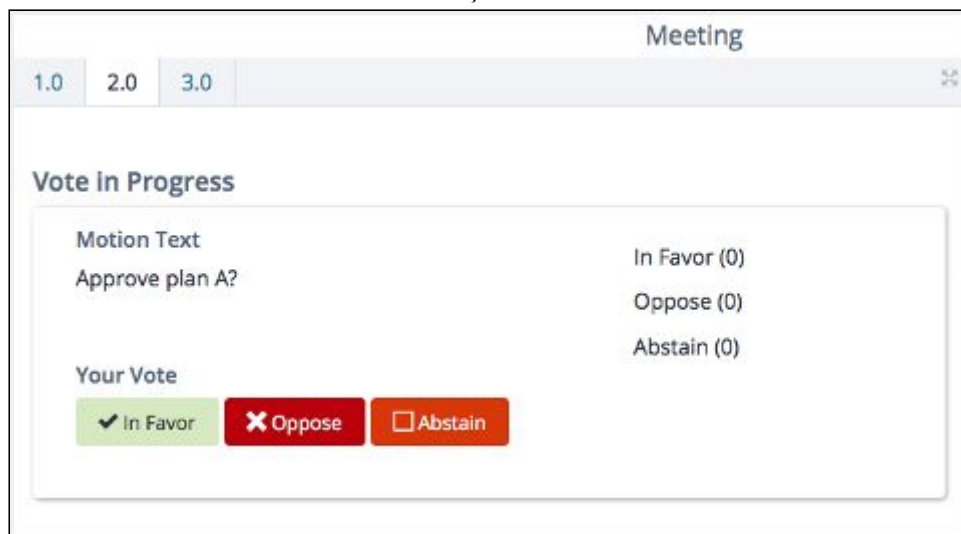 Meeting
1.0 2.0 3.0
Vote in Progress
Motion Text
Approve plan A?
In Favor (0)
Oppose (0)
Abstain (0)
Your Vote
In Favor Oppose Abstain